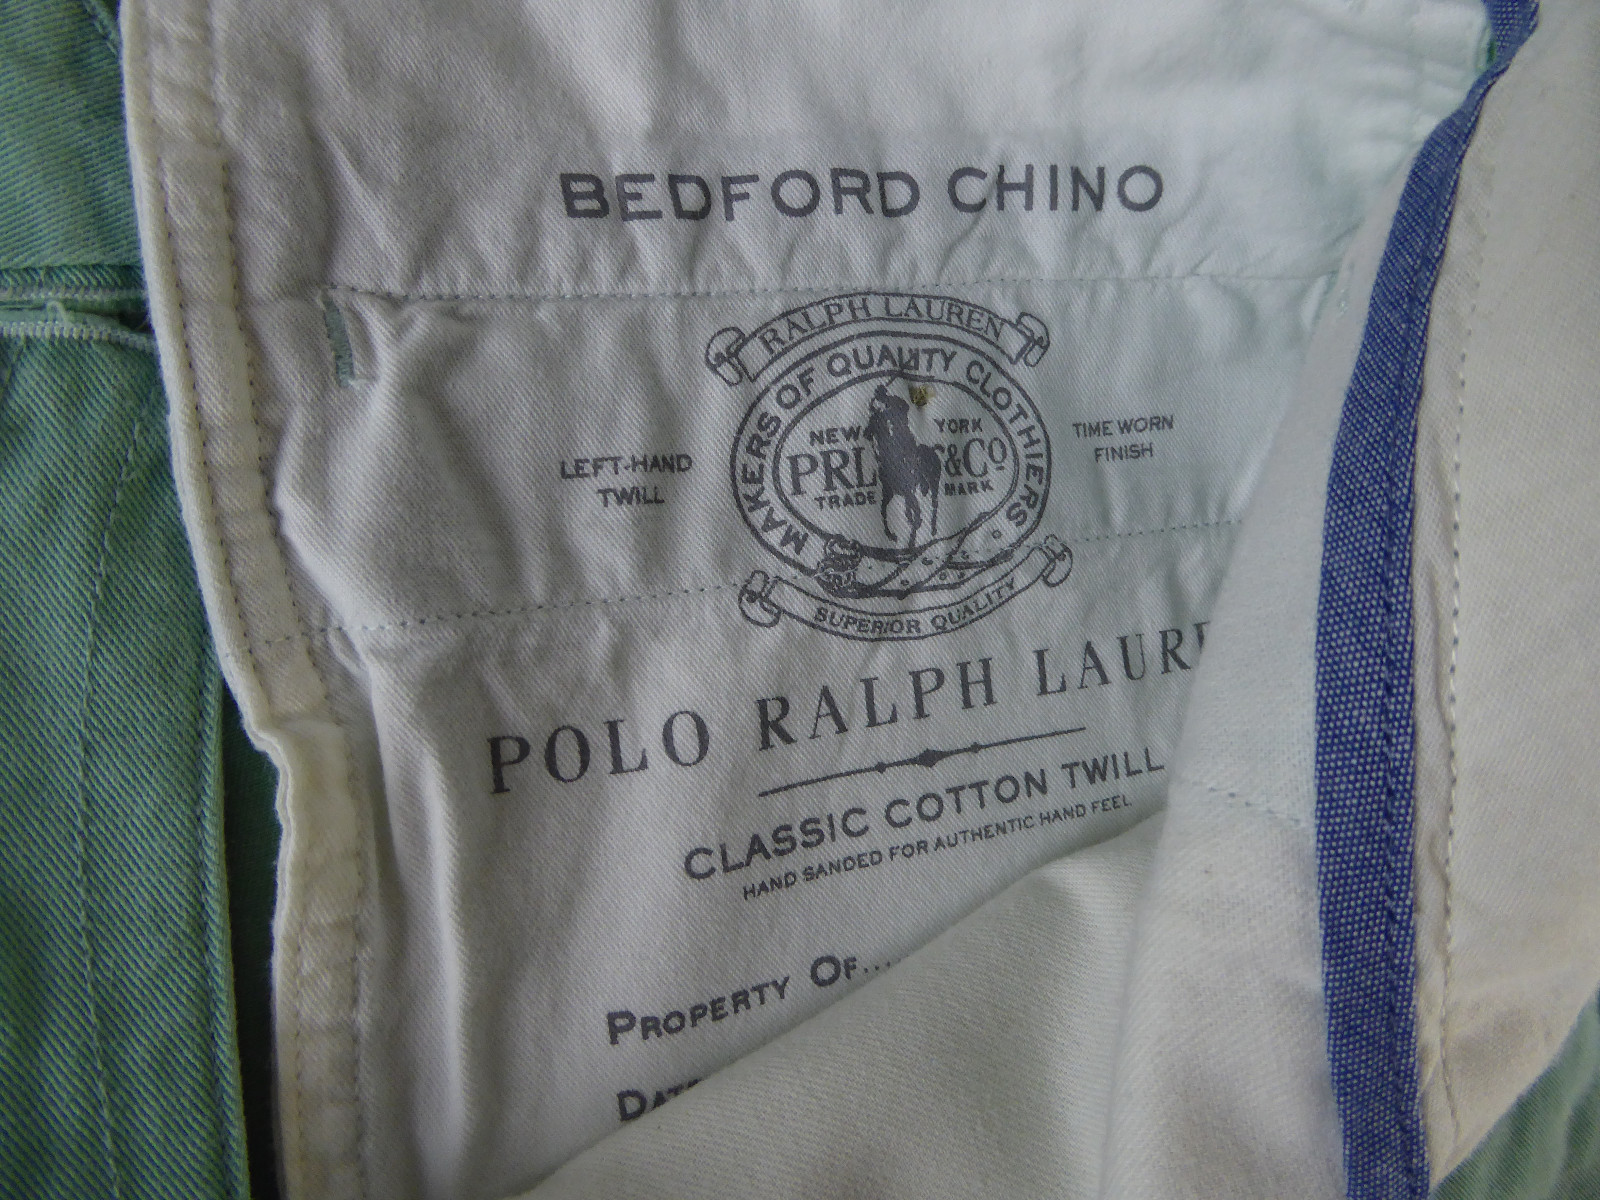 BEDFORD CHINO
RALPH LAUREN
MAKERS OF QUALITY CLOTHIERS
NEW YORK
PRL &Co
TRADE MARK
LEFT-HAND
TWILL
TIME WORN
FINISH
SUPERIOR QUALITY
POLO RALPH LAURE
CLASSIC COTTON TWILL
HAND SANDED FOR AUTHENTIC HAND FEEL
PROPERTY OF....